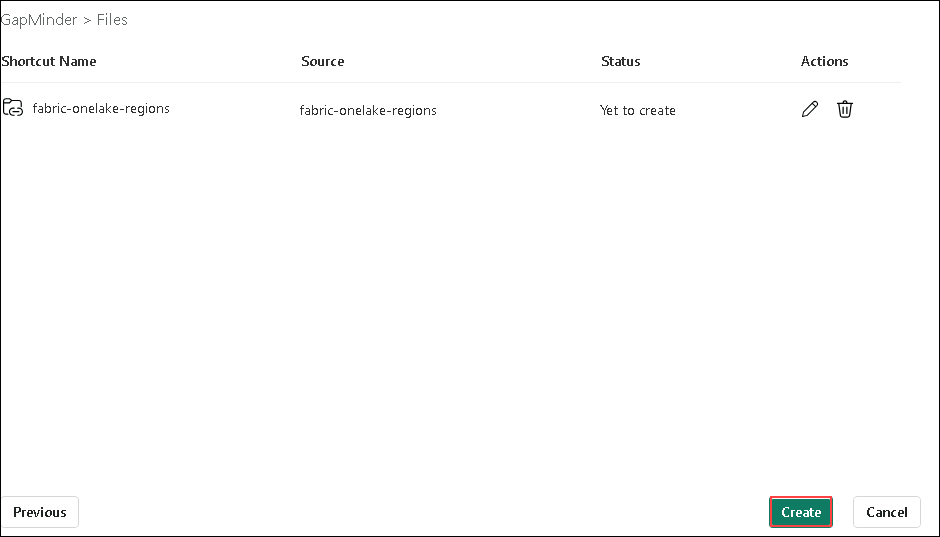 GapMinder > Files
Shortcut Name Source Status Actions
fabric-onelake-regions fabric-onelake-regions Yet to create
Previous Create Cancel